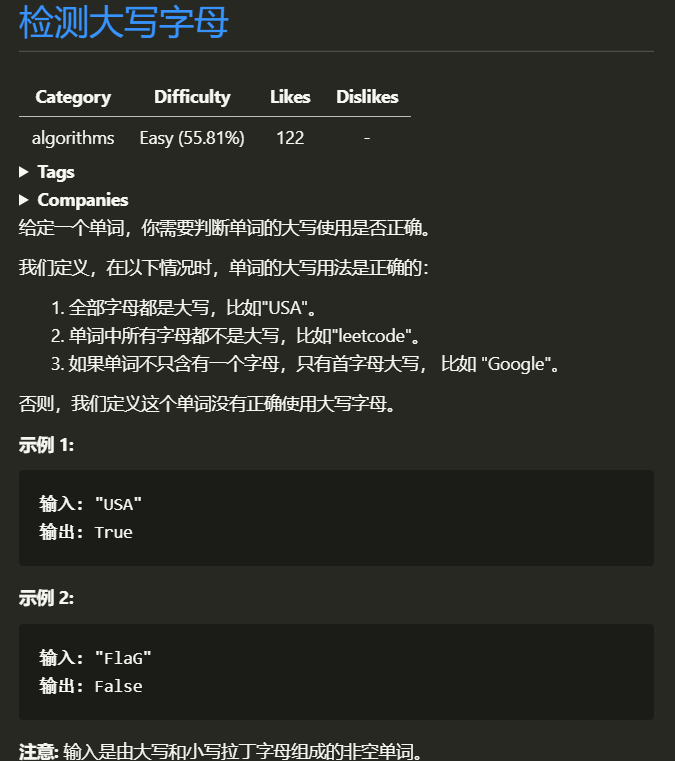 检测大写字母
Category Difficulty Likes Dislikes
algorithms Easy (55.81%) 122 -
Tags
Companies
给定一个单词，你需要判断单词的大写使用是否正确。
我们定义，在以下情况时，单词的大写用法是正确的：
1. 全部字母都是大写，比如"USA"。
2. 单词中所有字母都不是大写，比如"leetcode"。
3. 如果单词不只含有一个字母，只有首字母大写， 比如 "Google"。
否则，我们定义这个单词没有正确使用大写字母。
示例 1:
输入: "USA"
输出: True
示例 2:
输入: "FlaG"
输出: False
注意: 输入是由大写和小写拉丁字母组成的非空单词。